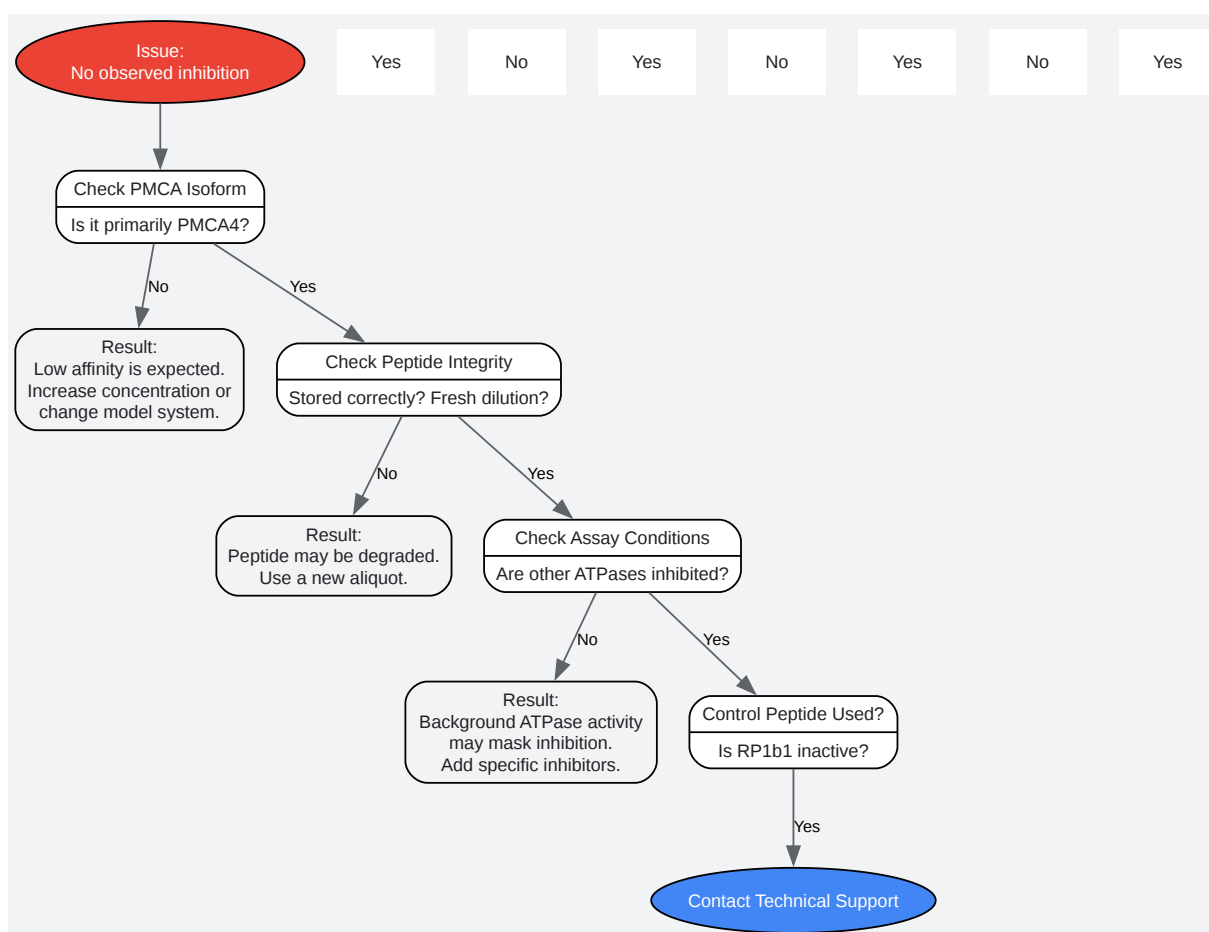 Issue:
No observed inhibition
Yes
No
Yes
No
Yes
No
Yes
Check PMCA Isoform
Is it primarily PMCA4?
No
Yes
Result:
Low affinity is expected.
Increase concentration or
change model system.
Check Peptide Integrity
Stored correctly? Fresh dilution?
No
Yes
Result:
Peptide may be degraded.
Use a new aliquot.
Check Assay Conditions
Are other ATPases inhibited?
No
Yes
Result:
Background ATPase activity
may mask inhibition.
Add specific inhibitors.
Control Peptide Used?
Is RP1b1 inactive?
Yes
Contact Technical Support